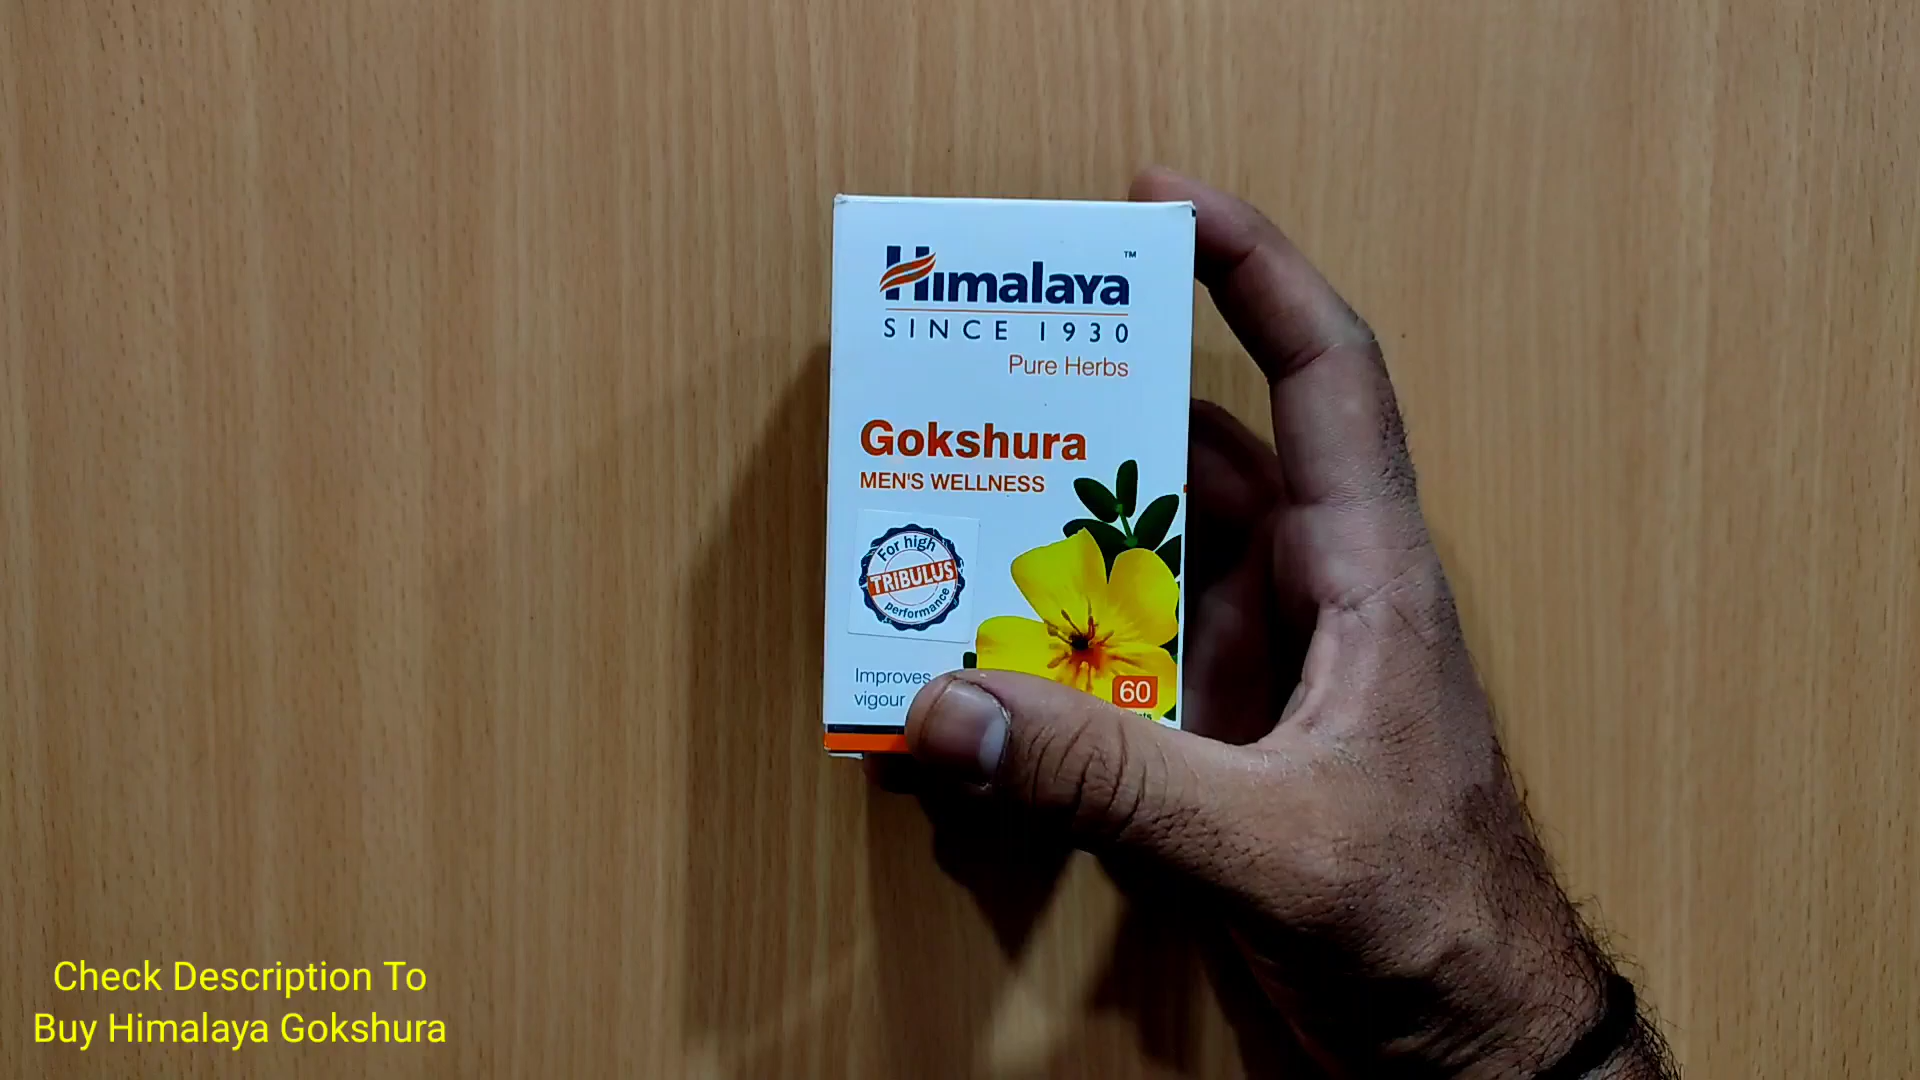 Himalaya™
SINCE 1930
Pure Herbs
Gokshura
MEN'S WELLNESS
For high
TRIBULUS
performance
Improves
vigour
60
Check Description To
Buy Himalaya Gokshura